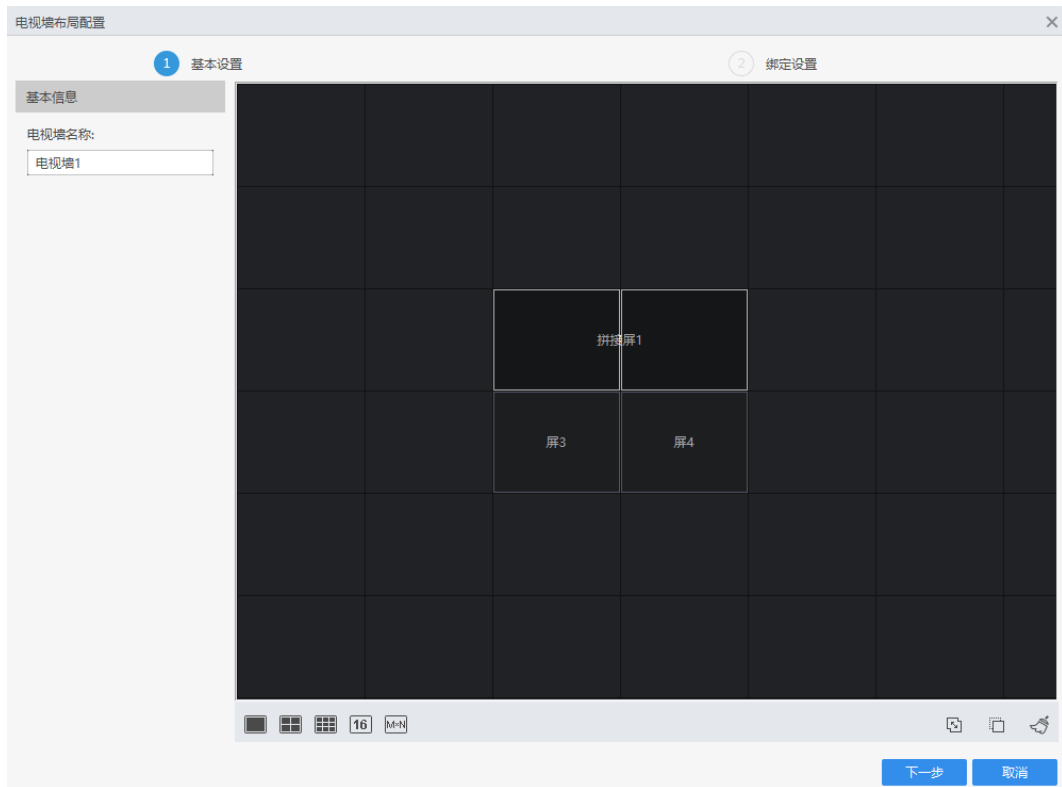 电视墙布局配置
1 基本设置
2 绑定设置
基本信息
电视墙名称:
电视墙1
拼接屏1
屏3 屏4
16 M×N
下一步 取消